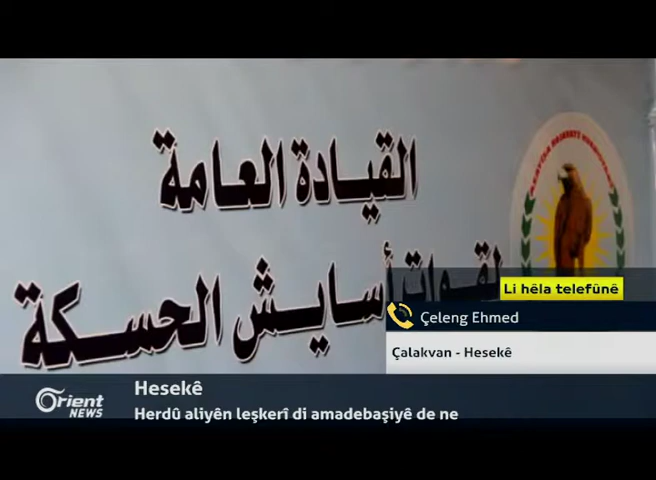 القيادة العامة
لقوات أسايش الحسكة
Li hêla telefûnê
Çeleng Ehmed
Çalakvan - Hesekê
Orient
NEWS
Hesekê
Herdû aliyên leşkerî di amadebaşiyê de ne